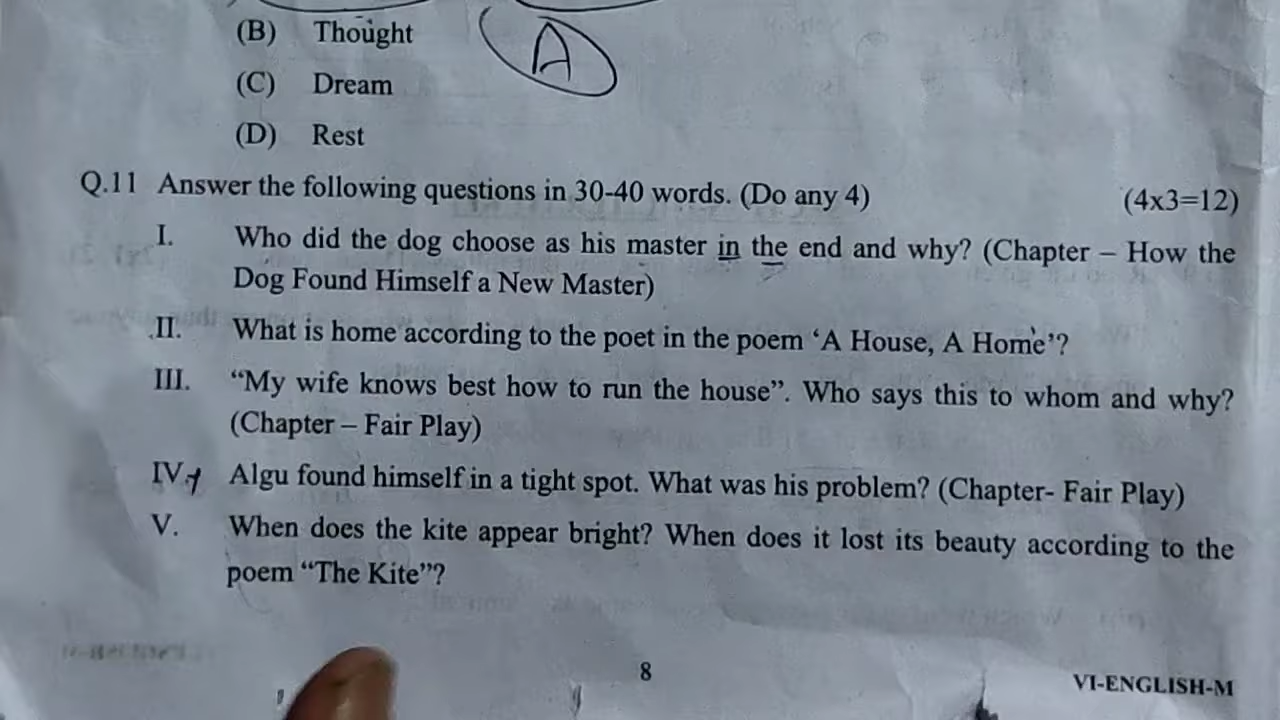 (B) Thought
A
(C) Dream
(D) Rest
Q.11 Answer the following questions in 30-40 words. (Do any 4) (4x3=12)
I. Who did the dog choose as his master in the end and why? (Chapter – How the
Dog Found Himself a New Master)
II. What is home according to the poet in the poem ‘A House, A Home’?
III. “My wife knows best how to run the house”. Who says this to whom and why?
(Chapter – Fair Play)
IV. Algu found himself in a tight spot. What was his problem? (Chapter- Fair Play)
V. When does the kite appear bright? When does it lost its beauty according to the
poem “The Kite”?
8
VI-ENGLISH-M